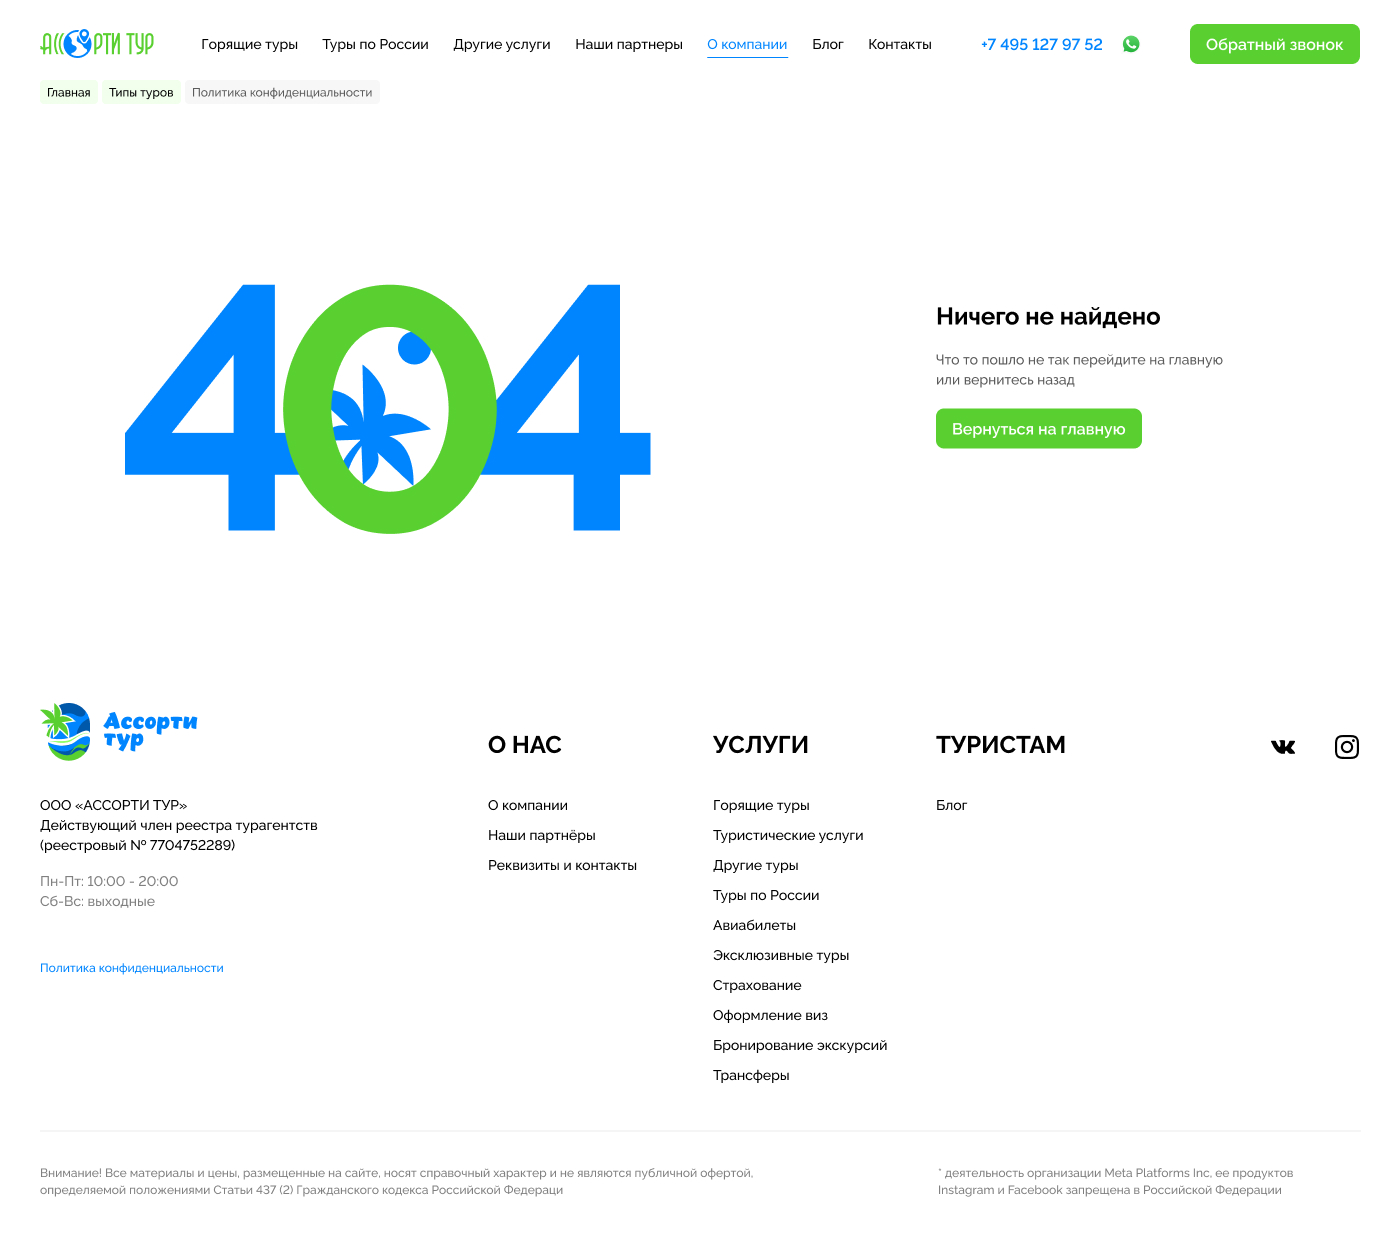 АССОРТИ ТУР
Горящие туры
Туры по России
Другие услуги
Наши партнеры
О компании
Блог
Контакты
+7 495 127 97 52
Обратный звонок
Главная
Типы туров
Политика конфиденциальности
404
Ничего не найдено
Что то пошло не так перейдите на главную
или вернитесь назад
Вернуться на главную
Ассорти
тур
ООО «АССОРТИ ТУР»
Действующий член реестра турагентств
(реестровый № 7704752289)
Пн-Пт: 10:00 - 20:00
Сб-Вс: выходные
Политика конфиденциальности
О НАС
О компании
Наши партнёры
Реквизиты и контакты
УСЛУГИ
Горящие туры
Туристические услуги
Другие туры
Туры по России
Авиабилеты
Эксклюзивные туры
Страхование
Оформление виз
Бронирование экскурсий
Трансферы
ТУРИСТАМ
Блог
Внимание! Все материалы и цены, размещенные на сайте, носят справочный характер и не являются публичной офертой,
определяемой положениями Статьи 437 (2) Гражданского кодекса Российской Федераци
* деятельность организации Meta Platforms Inc, ее продуктов
Instagram и Facebook запрещена в Российской Федерации